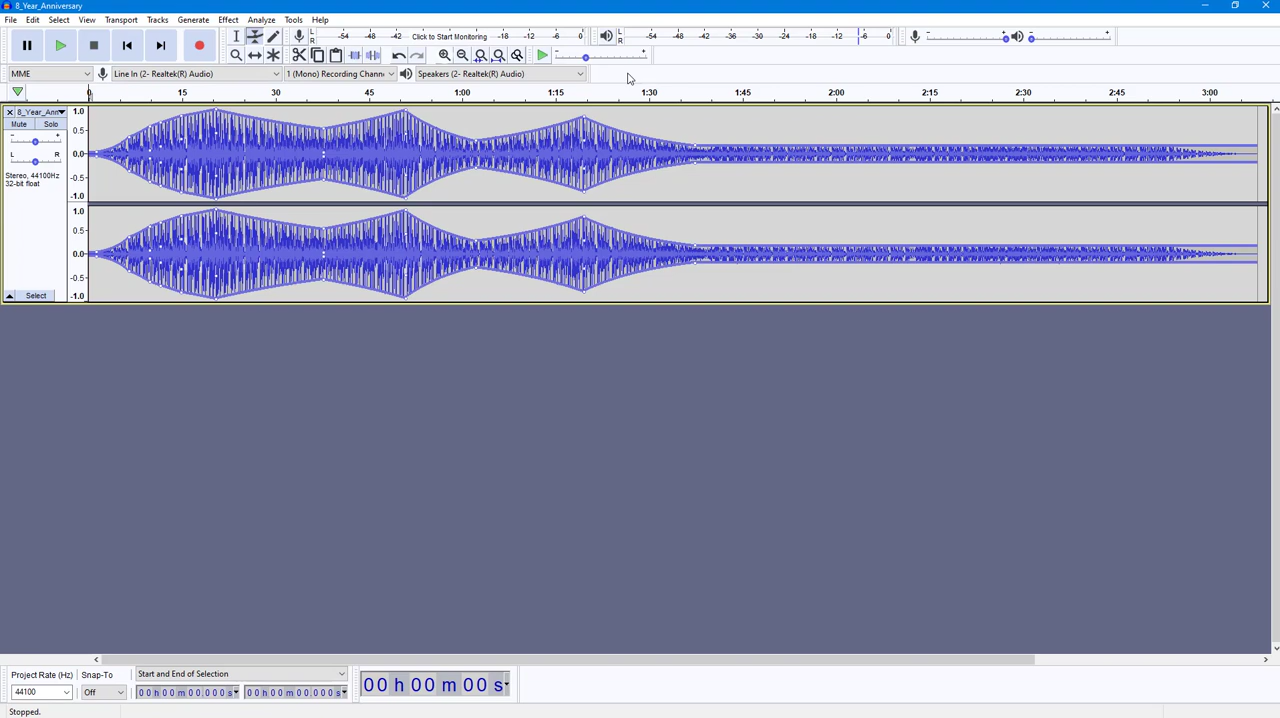 8_Year_Anniversary
File Edit Select View Transport Tracks Generate Effect Analyze Tools Help
L R -54 -48 -42 Click to Start Monitoring -18 -12 -6 0 L R -54 -48 -42 -36 -30 -24 -18 -12 -6 0 - + - +
- +
MME Line In (2- Realtek(R) Audio) 1 (Mono) Recording Chann Speakers (2- Realtek(R) Audio)
0 15 30 45 1:00 1:15 1:30 1:45 2:00 2:15 2:30 2:45 3:00
8_Year_Ann 1.0
Mute Solo
- + 0.5
L R 0.0
Stereo, 44100Hz -0.5
32-bit float
-1.0
1.0
0.5
0.0
-0.5
Select -1.0
Project Rate (Hz) Snap-To Start and End of Selection
44100 Off 00 h 00 m 00.000 s 00 h 00 m 00.000 s 00 h 00 m 00 s
Stopped.